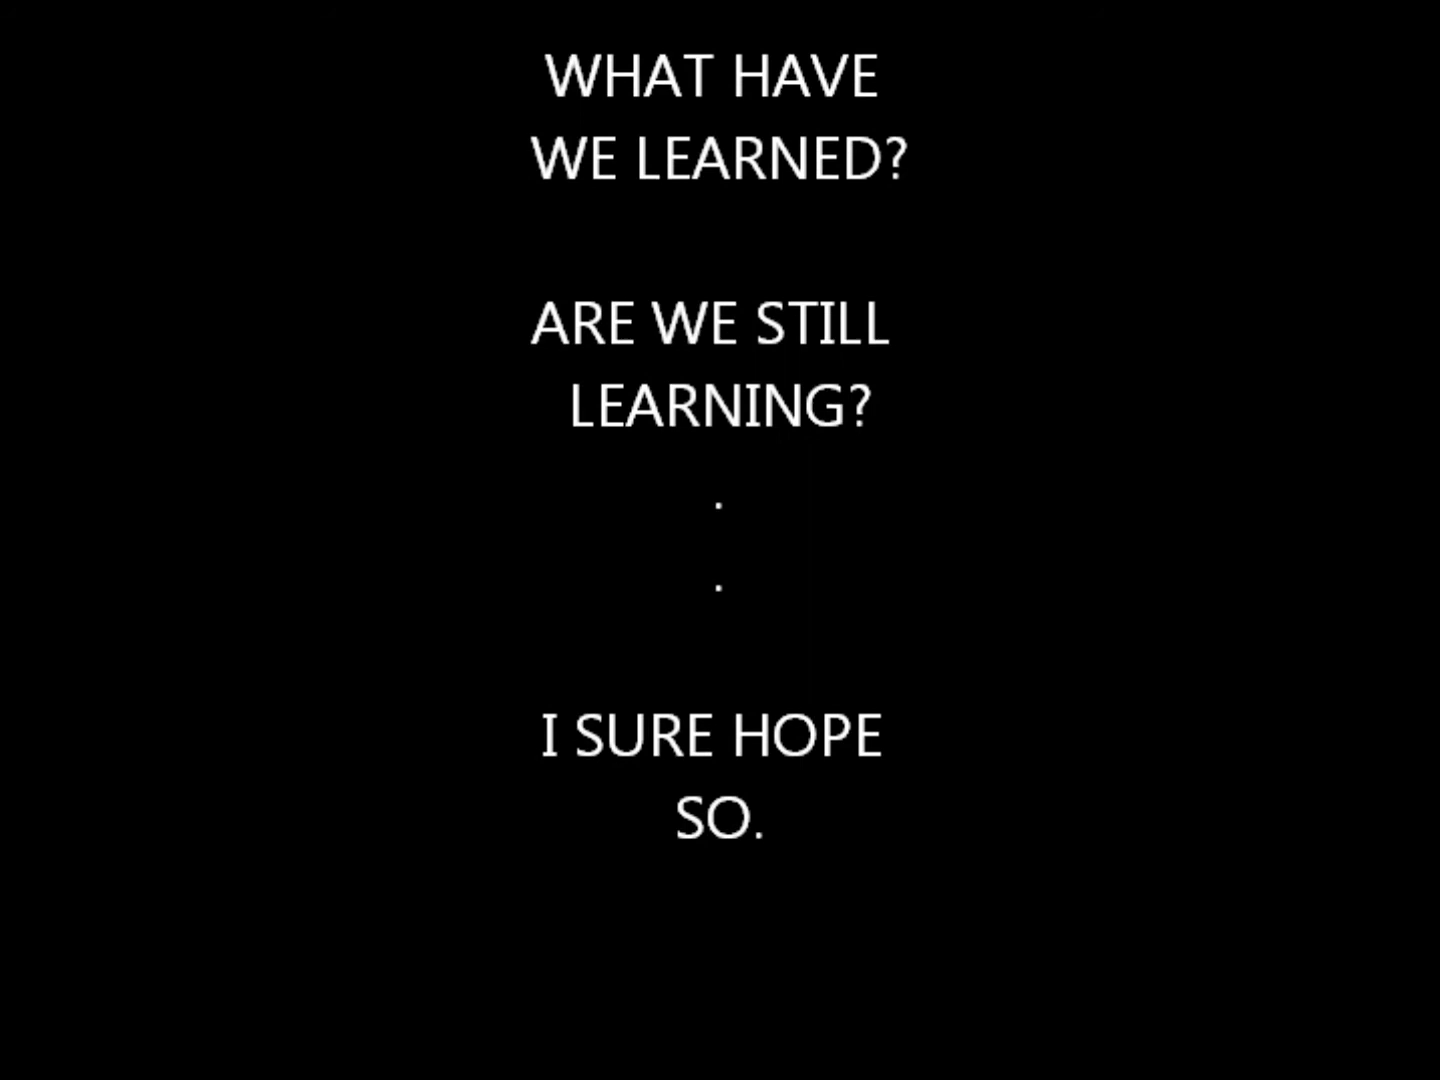 WHAT HAVE
WE LEARNED?
ARE WE STILL
LEARNING?
.
.
I SURE HOPE
SO.